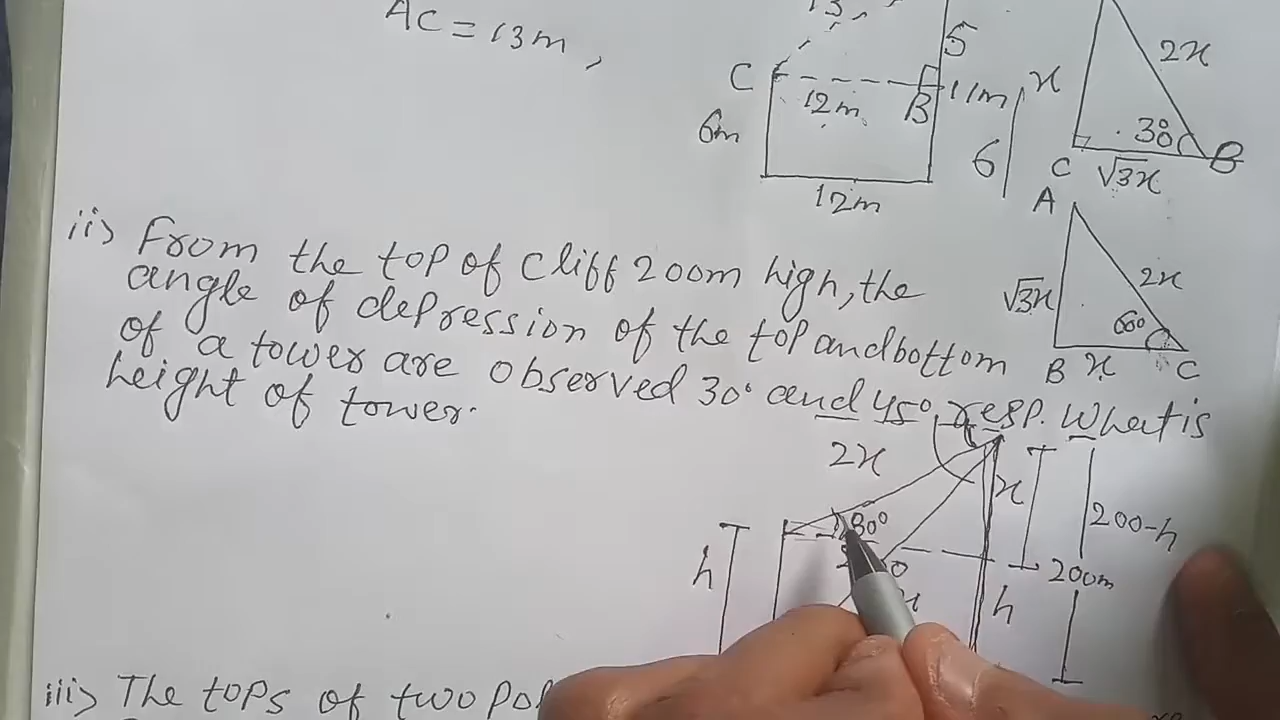 AC = 13m,
13
5
2x
C
12m
B
11m
x
30°
6m
6
C
√3x
B
12m
A
ii> From the top of cliff 200m high, the
angle of depression of the top and bottom
of a tower are observed 30° and 45° resp. What is
height of tower.
√3x
2x
60°
B
x
C
2x
x
200-h
30°
h
200m
h
iii> The tops of two